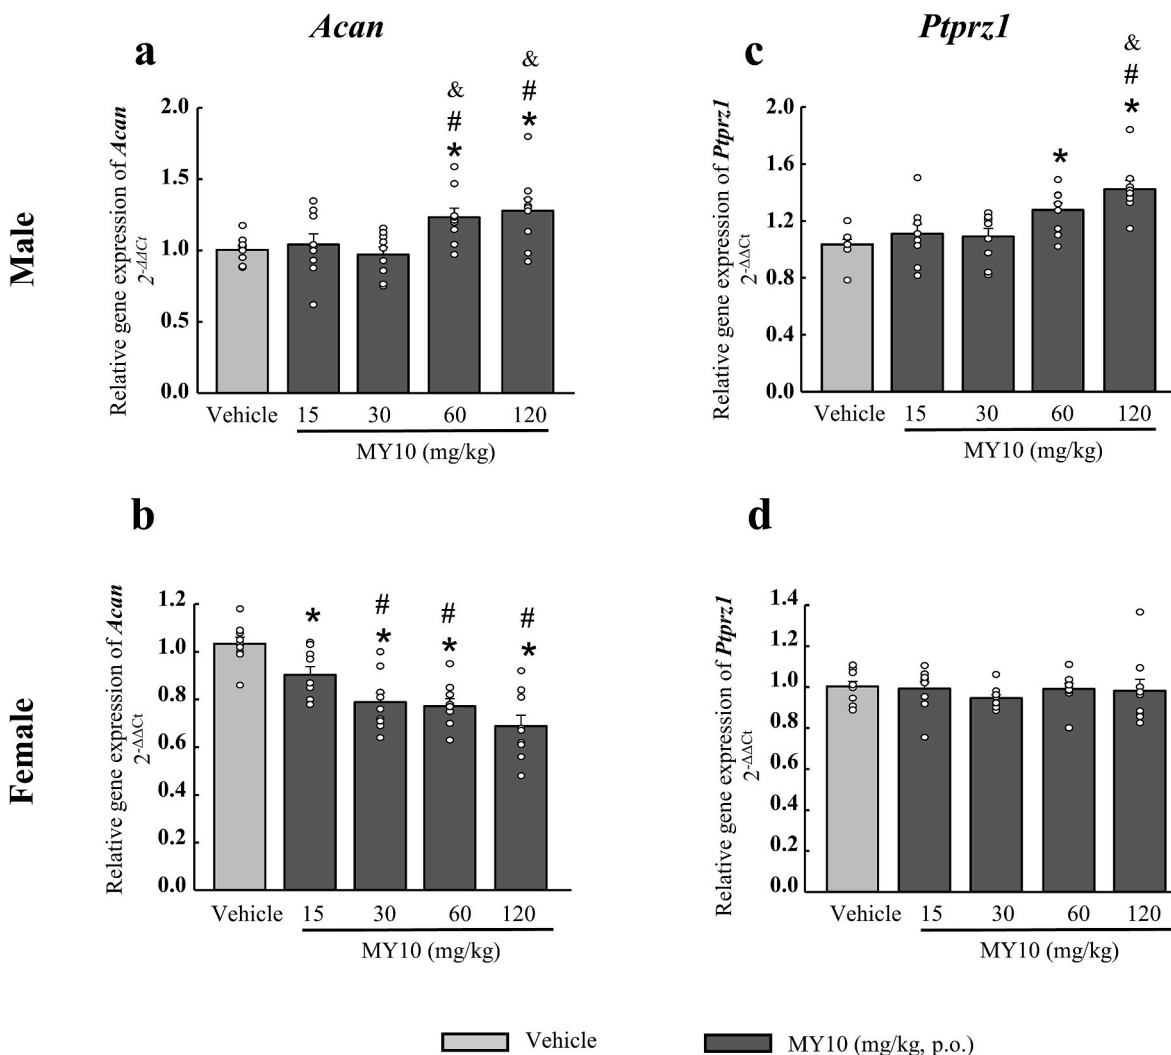 Acan
Ptprz1
Male
a
&
&
#
#
*
*
Relative gene expression of Acan
2-ΔΔCt
2.0
1.5
1.0
0.5
0.0
Vehicle 15 30 60 120
MY10 (mg/kg)
c
&
#
*
*
Relative gene expression of Ptprz1
2-ΔΔCt
2.0
1.6
1.2
0.8
0.4
0.0
Vehicle 15 30 60 120
MY10 (mg/kg)
Female
b
# # #
* * * *
Relative gene expression of Acan
2-ΔΔCt
1.2
1.0
0.8
0.6
0.4
0.2
0.0
Vehicle 15 30 60 120
MY10 (mg/kg)
d
Relative gene expression of Ptprz1
2-ΔΔCt
1.4
1.2
1.0
0.8
0.6
0.4
0.2
0.0
Vehicle 15 30 60 120
MY10 (mg/kg)
Vehicle
MY10 (mg/kg, p.o.)